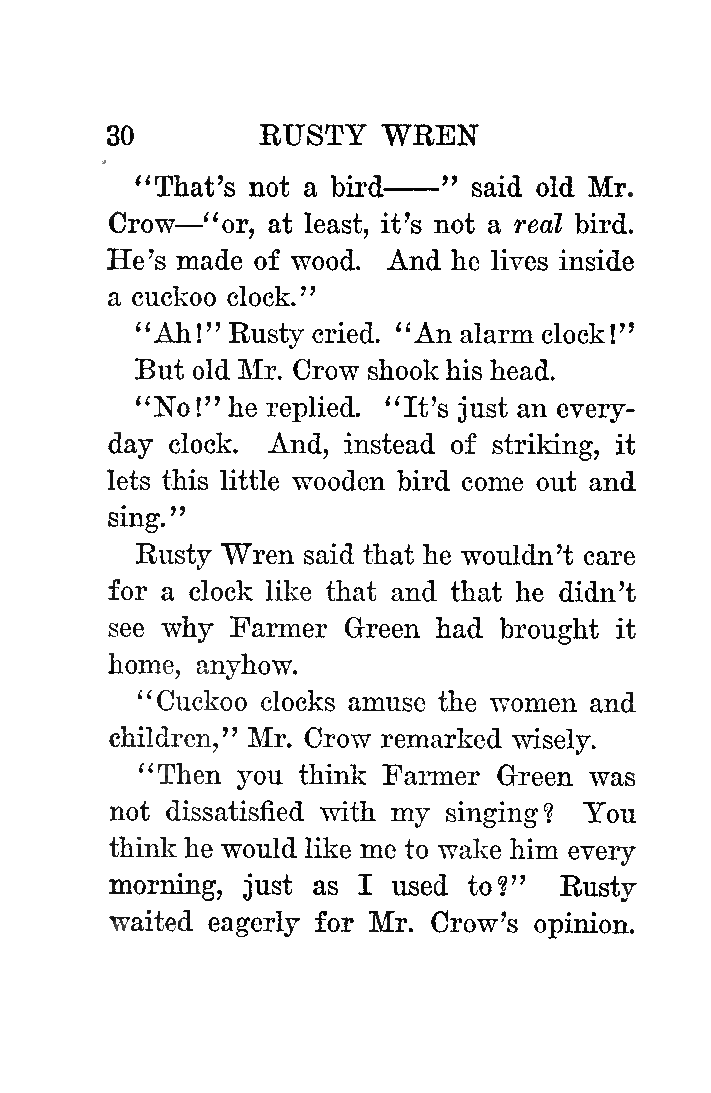 30 RUSTY WREN
"That's not a bird——" said old Mr.
Crow—"or, at least, it's not a real bird.
He's made of wood. And he lives inside
a cuckoo clock."
"Ah!" Rusty cried. "An alarm clock!"
But old Mr. Crow shook his head.
"No!" he replied. "It's just an every-
day clock. And, instead of striking, it
lets this little wooden bird come out and
sing."
Rusty Wren said that he wouldn't care
for a clock like that and that he didn't
see why Farmer Green had brought it
home, anyhow.
"Cuckoo clocks amuse the women and
children," Mr. Crow remarked wisely.
"Then you think Farmer Green was
not dissatisfied with my singing? You
think he would like me to wake him every
morning, just as I used to?" Rusty
waited eagerly for Mr. Crow's opinion.